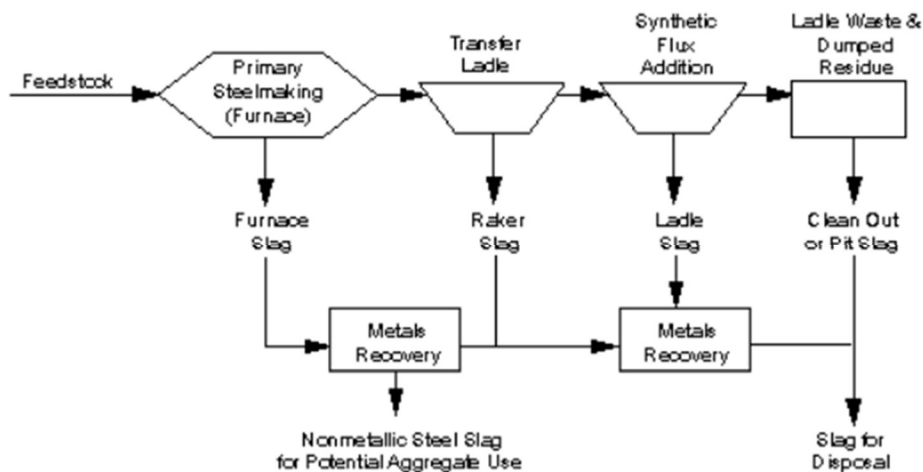 Feedstock
Primary
Steelmaking
(Furnace)
Transfer
Ladle
Synthetic
Flux
Addition
Ladle Waste &
Dumped
Residue
Furnace
Slag
Raker
Slag
Ladle
Slag
Clean Out
or Pit Slag
Metals
Recovery
Metals
Recovery
Nonmetallic Steel Slag
for Potential Aggregate Use
Slag for
Disposal